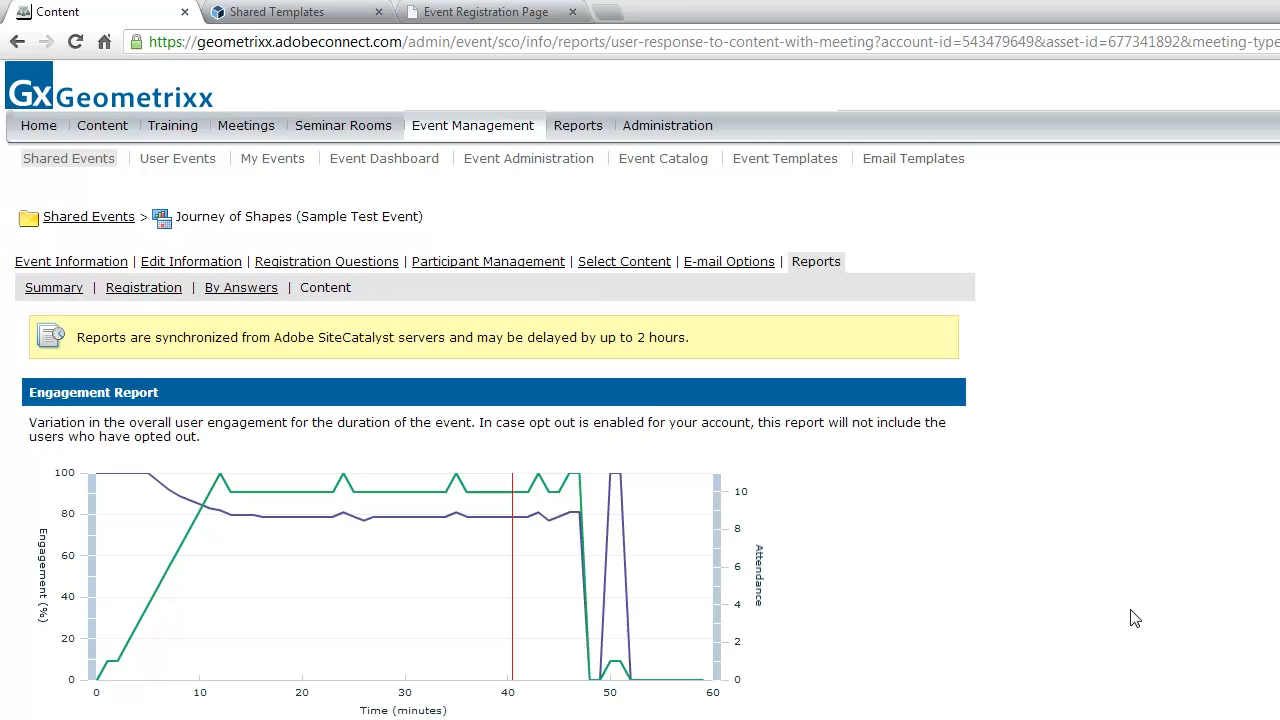 Content
Shared Templates
Event Registration Page
https://geometrixx.adobeconnect.com/admin/event/sco/info/reports/user-response-to-content-with-meeting?account-id=543479649&asset-id=677341892&meeting-type
Gx Geometrixx
Home Content Training Meetings Seminar Rooms Event Management Reports Administration
Shared Events User Events My Events Event Dashboard Event Administration Event Catalog Event Templates Email Templates
Shared Events > Journey of Shapes (Sample Test Event)
Event Information | Edit Information | Registration Questions | Participant Management | Select Content | E-mail Options | Reports
Summary | Registration | By Answers | Content
Reports are synchronized from Adobe SiteCatalyst servers and may be delayed by up to 2 hours.
Engagement Report
Variation in the overall user engagement for the duration of the event. In case opt out is enabled for your account, this report will not include the
users who have opted out.
Engagement (%)
100
80
60
40
20
0
10
8
6
4
2
0
Attendance
0 10 20 30 40 50 60
Time (minutes)